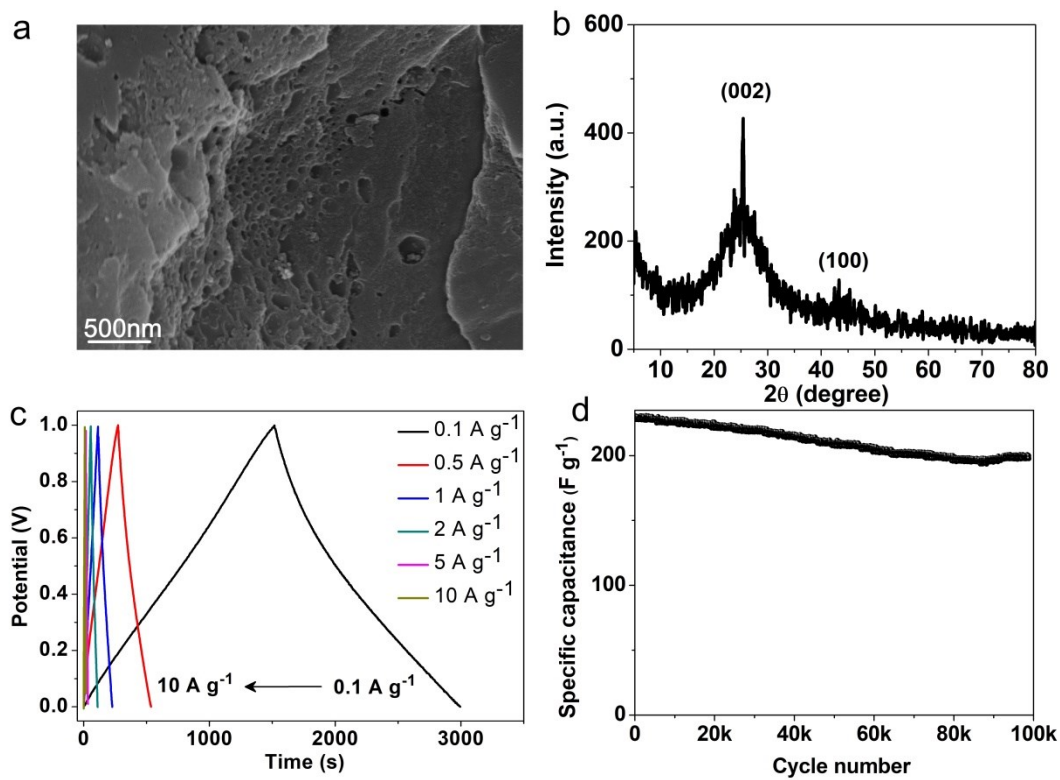 a
500nm
b
Intensity (a.u.)
600
400
200
0
(002)
(100)
10 20 30 40 50 60 70 80
2θ (degree)
c
Potential (V)
1.0
0.8
0.6
0.4
0.2
0.0
0.1 A g-1
0.5 A g-1
1 A g-1
2 A g-1
5 A g-1
10 A g-1
10 A g-1 ← 0.1 A g-1
0 1000 2000 3000
Time (s)
d
Specific capacitance (F g-1)
200
100
0
0 20k 40k 60k 80k 100k
Cycle number